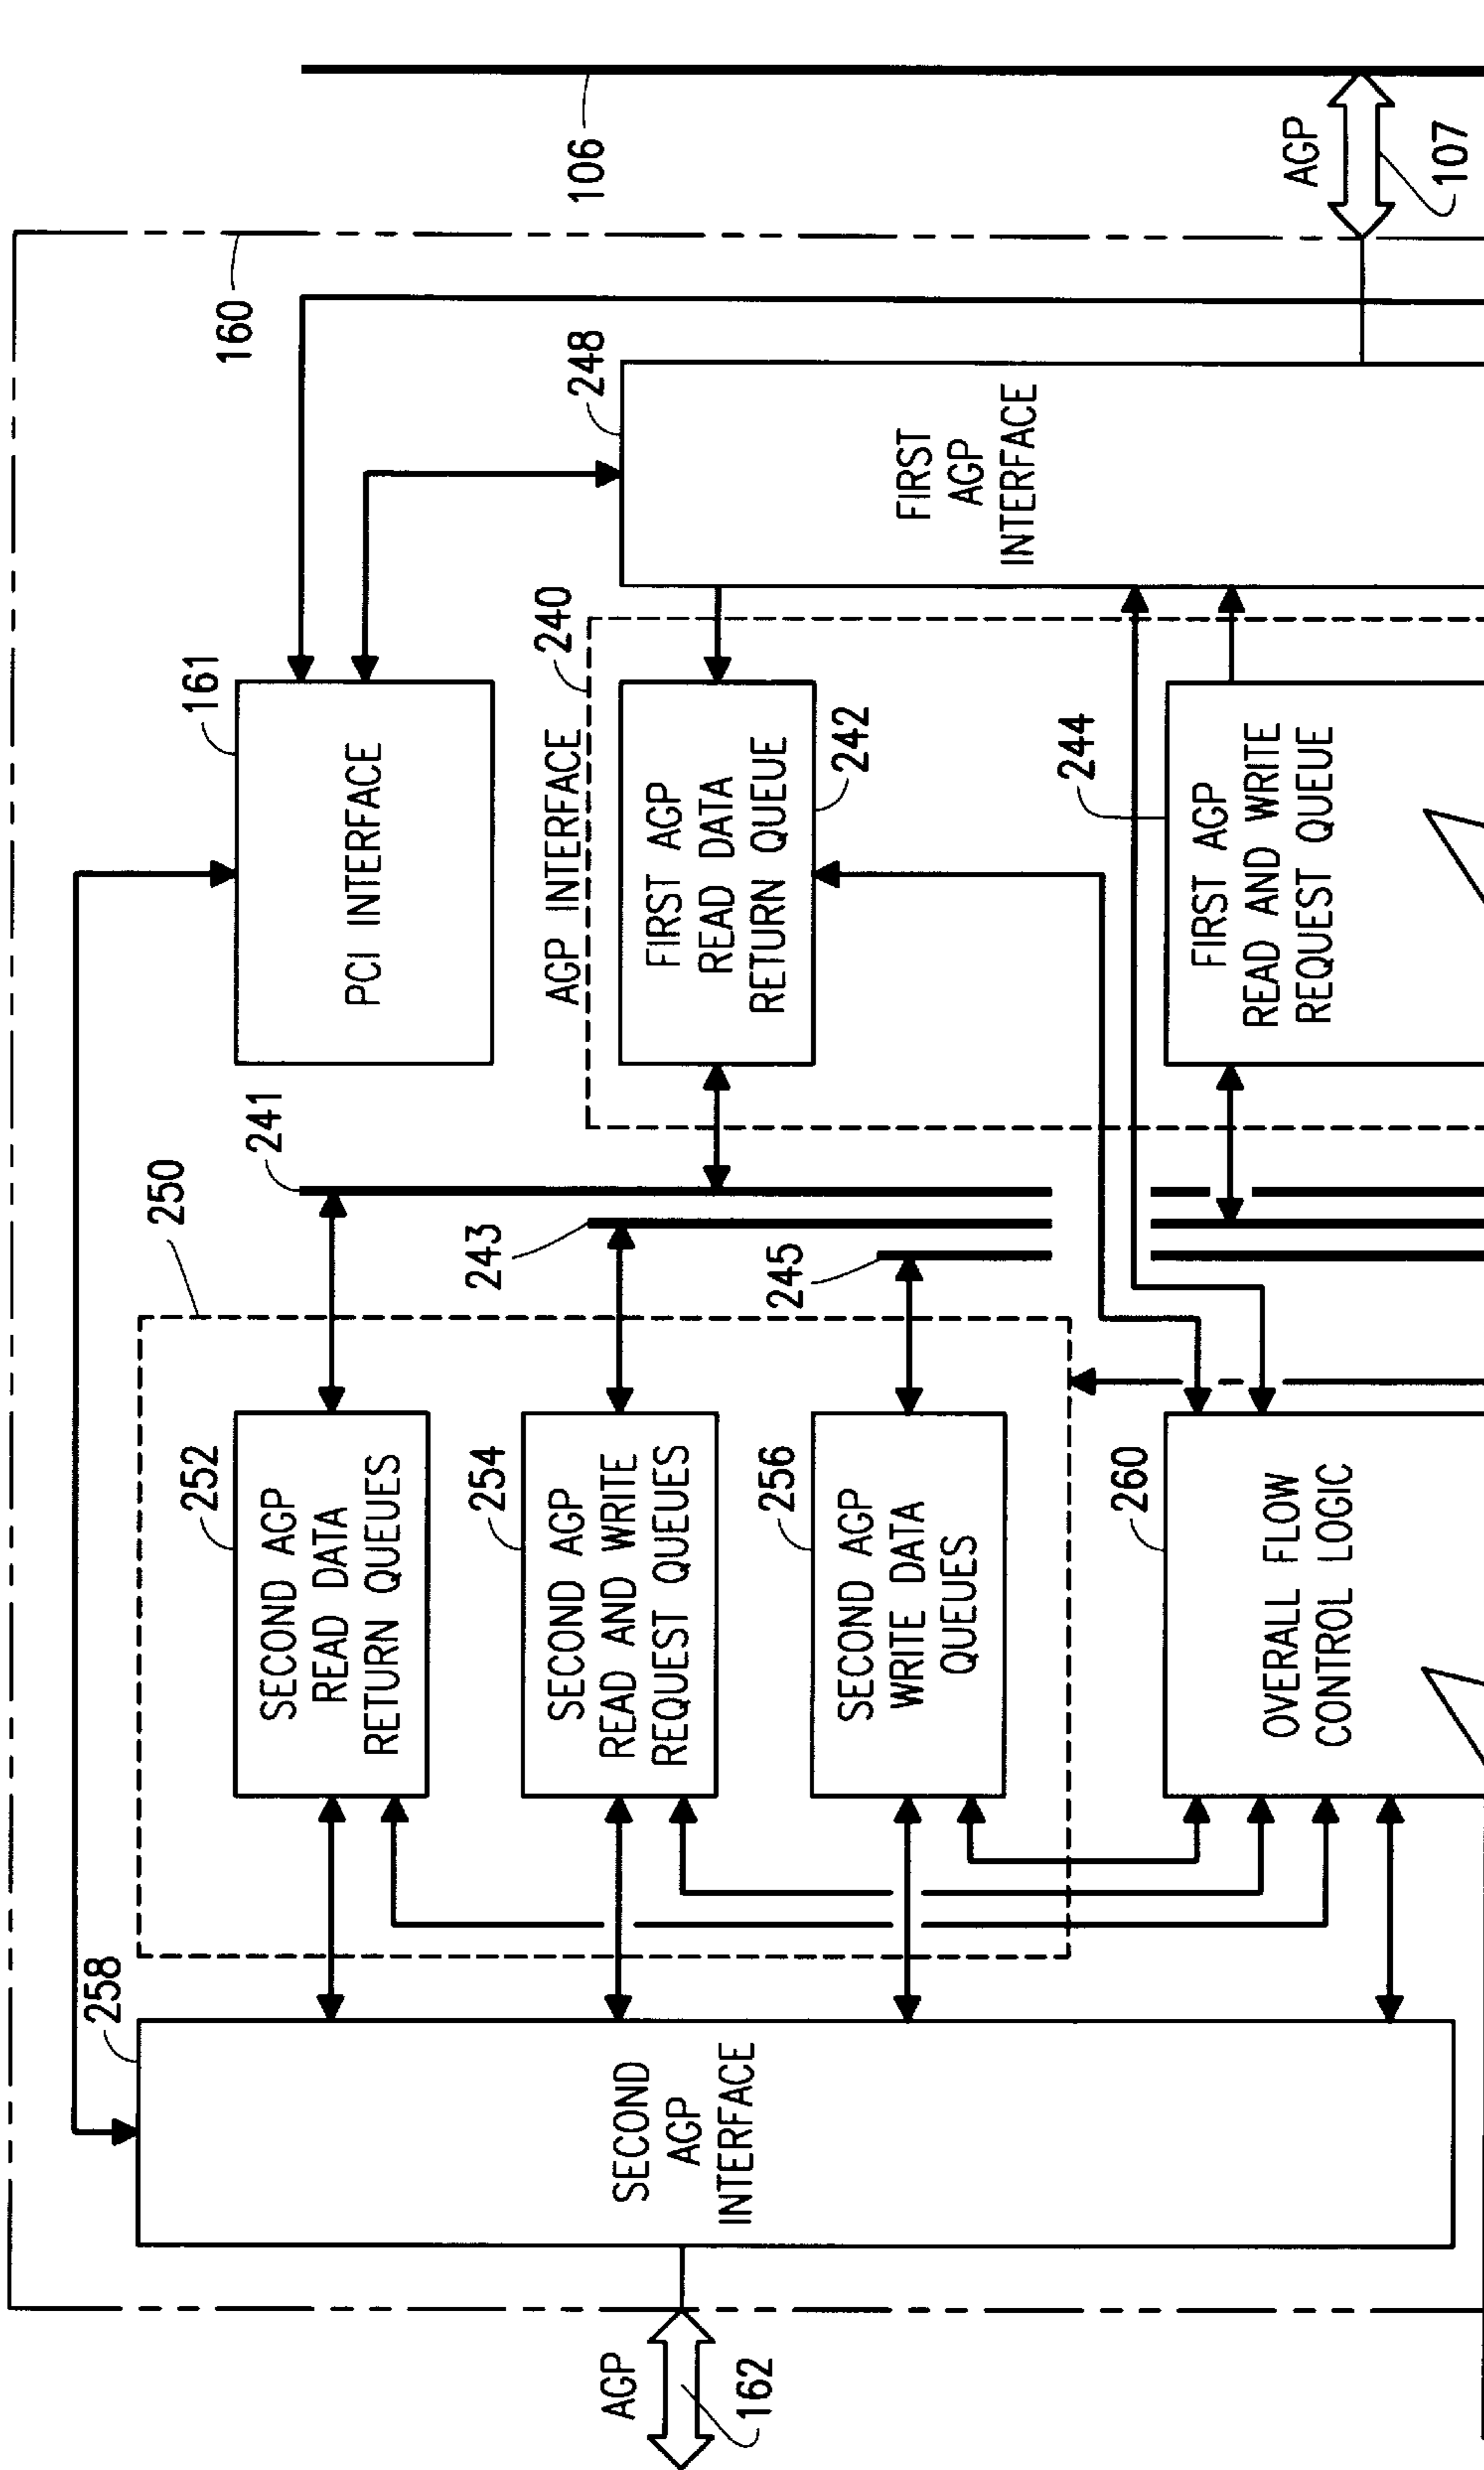 106
AGP
107
160
248
FIRST
AGP
INTERFACE
161
PCI INTERFACE
240
AGP INTERFACE
FIRST AGP
READ DATA
RETURN QUEUE
242
244
FIRST AGP
READ AND WRITE
REQUEST QUEUE
241
243
245
250
252
SECOND AGP
READ DATA
RETURN QUEUES
254
SECOND AGP
READ AND WRITE
REQUEST QUEUES
256
SECOND AGP
WRITE DATA
QUEUES
260
OVERALL FLOW
CONTROL LOGIC
258
SECOND
AGP
INTERFACE
AGP
162